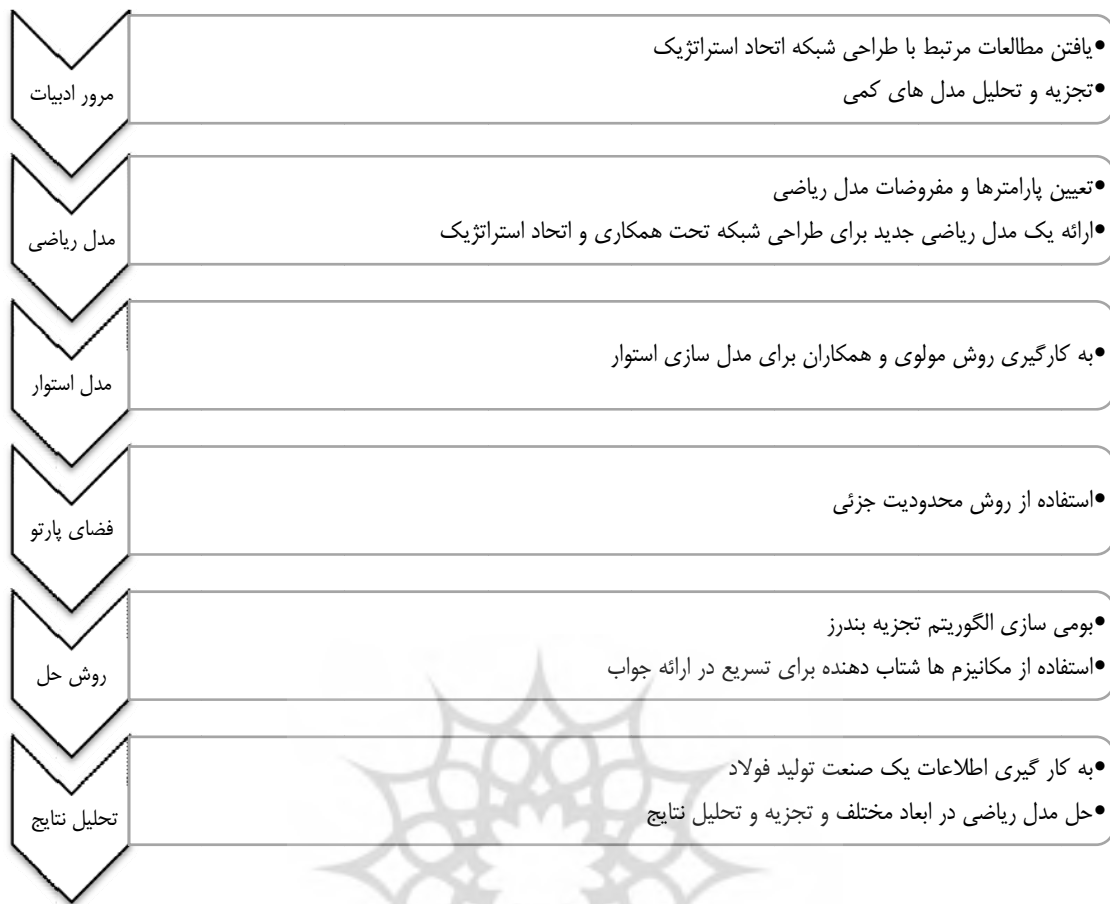 مرور ادبیات
•یافتن مطالعات مرتبط با طراحی شبکه اتحاد استراتژیک
•تجزیه و تحلیل مدل های کمی
مدل ریاضی
•تعیین پارامترها و مفروضات مدل ریاضی
•ارائه یک مدل ریاضی جدید برای طراحی شبکه تحت همکاری و اتحاد استراتژیک
مدل استوار
•به کارگیری روش مولوی و همکاران برای مدل سازی استوار
فضای پارتو
•استفاده از روش محدودیت جزئی
روش حل
•بومی سازی الگوریتم تجزیه بندرز
•استفاده از مکانیزم ها شتاب دهنده برای تسریع در ارائه جواب
تحلیل نتایج
•به کار گیری اطلاعات یک صنعت تولید فولاد
•حل مدل ریاضی در ابعاد مختلف و تجزیه و تحلیل نتایج